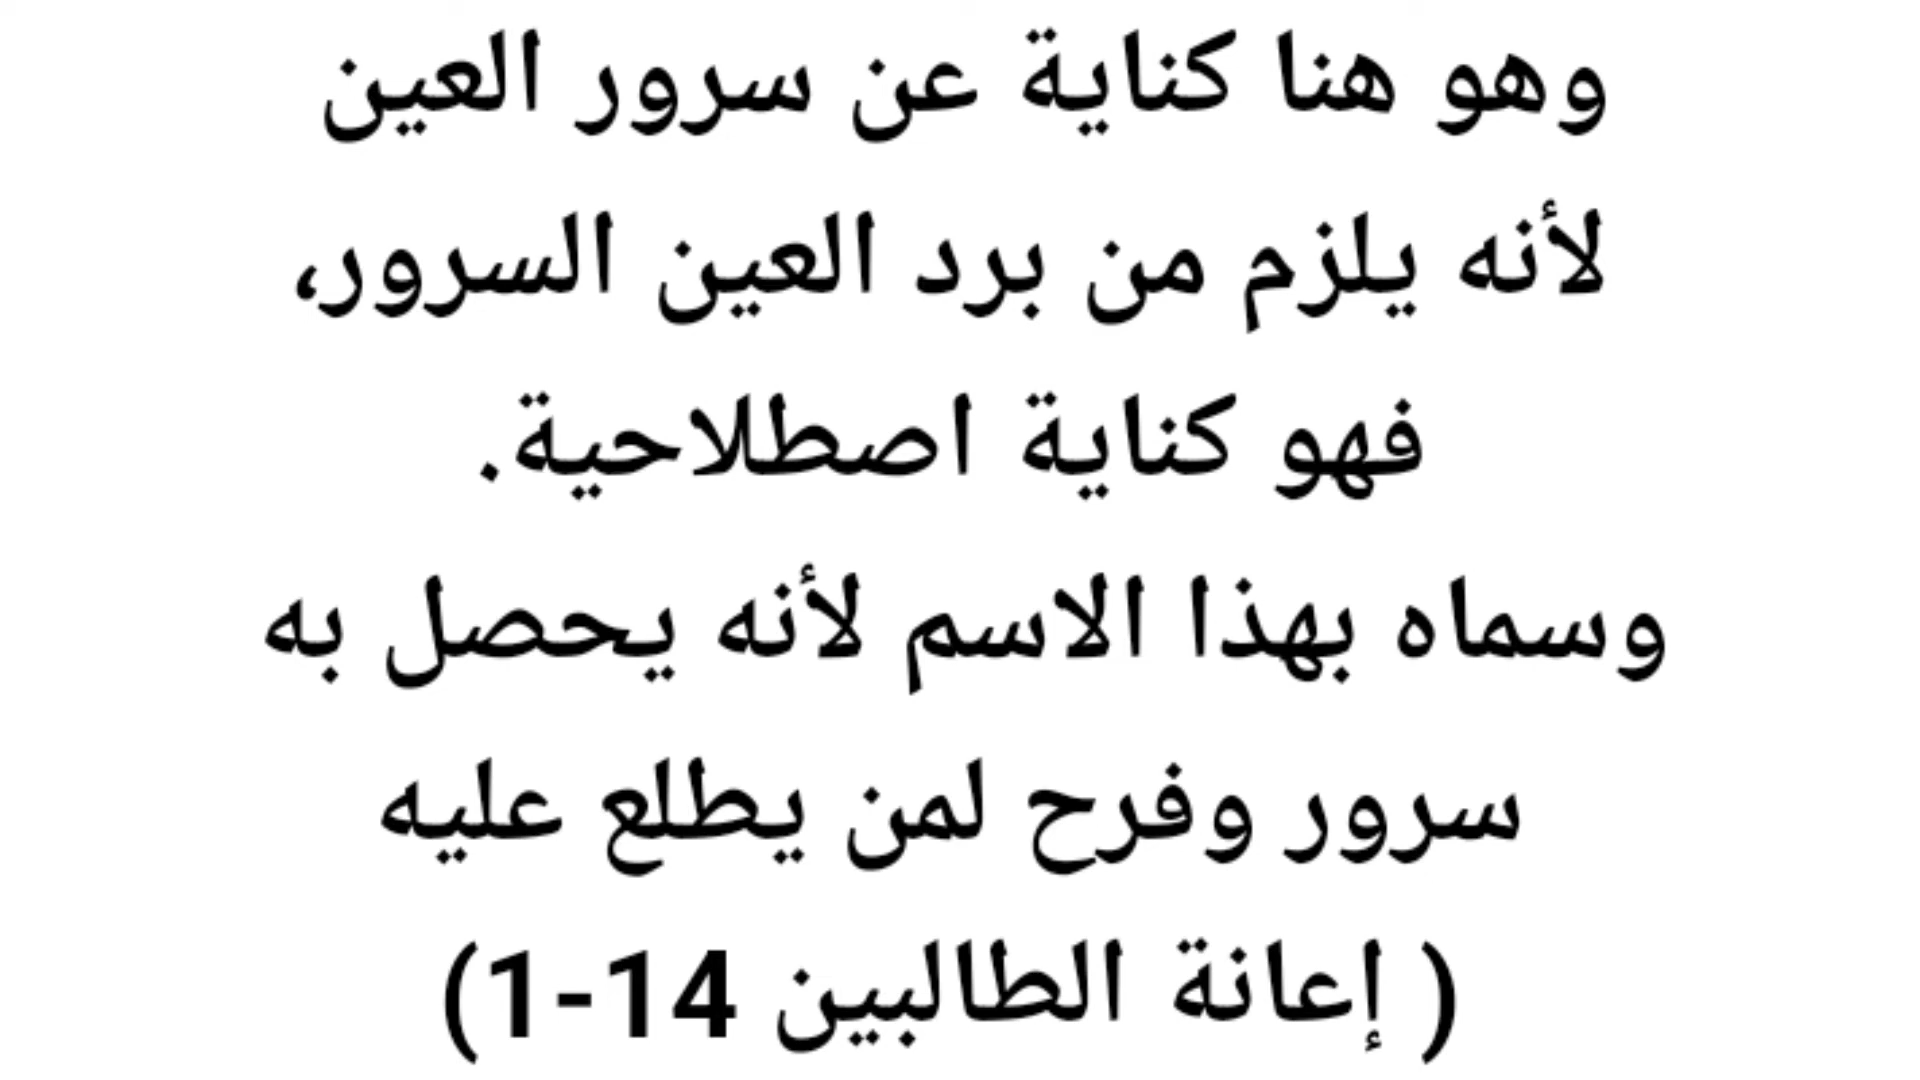 وهو هنا كناية عن سرور العين
لأنه يلزم من برد العين السرور،
فهو كناية اصطلاحية.
وسماه بهذا الاسم لأنه يحصل به
سرور وفرح لمن يطلع عليه
( إعانة الطالبين 14-1)